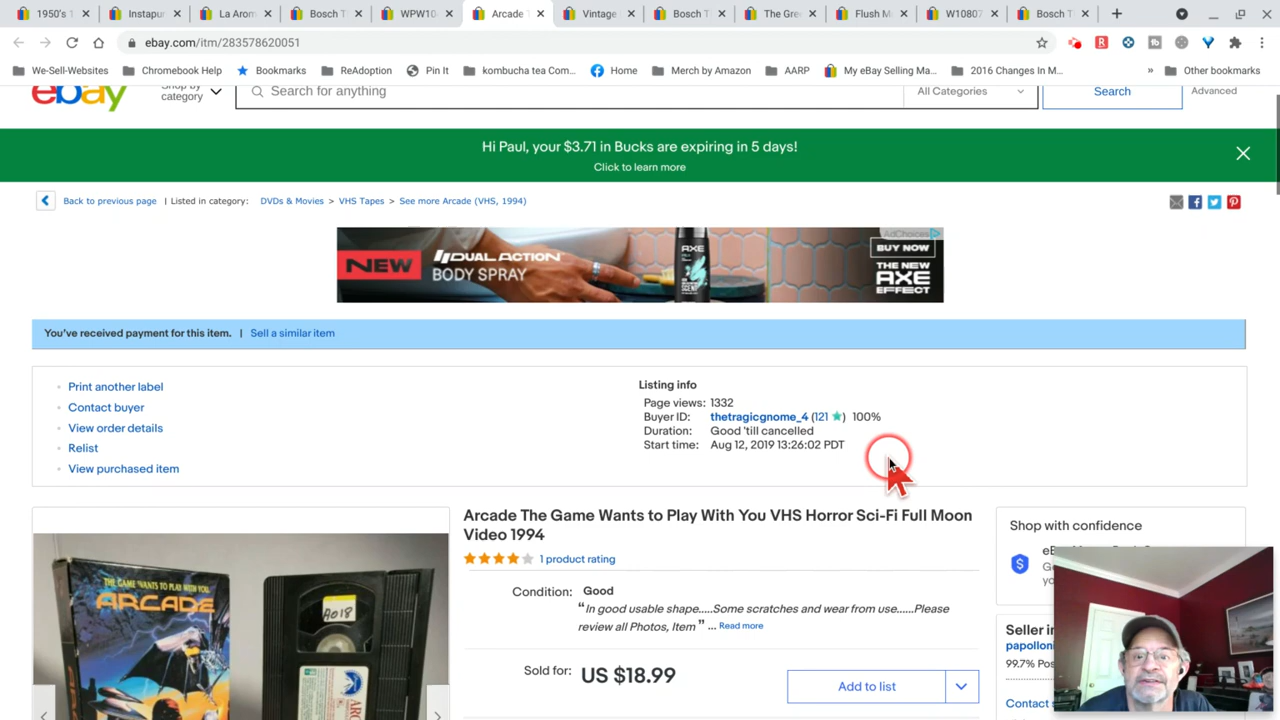 1950's 1
Instapur
La Arom
Bosch T
WPW10
Arcade T
Vintage
Bosch T
The Gre
Flush M
W10807
Bosch T
ebay.com/itm/283578620051
We-Sell-Websites
Chromebook Help
Bookmarks
ReAdoption
Pin It
kombucha tea Com...
Home
Merch by Amazon
AARP
My eBay Selling Ma...
2016 Changes In M...
» Other bookmarks
ebay
Shop by
category
Search for anything
All Categories
Search
Advanced
Hi Paul, your $3.71 in Bucks are expiring in 5 days!
Click to learn more
Back to previous page | Listed in category: DVDs & Movies > VHS Tapes > See more Arcade (VHS, 1994)
AdChoices
NEW
DUAL ACTION
BODY SPRAY
AXE
BUY NOW
THE NEW
AXE
EFFECT
You've received payment for this item. | Sell a similar item
Print another label
Contact buyer
View order details
Relist
View purchased item
Listing info
Page views: 1332
Buyer ID: thetragicgnome_4 (121 ) 100%
Duration: Good 'till cancelled
Start time: Aug 12, 2019 13:26:02 PDT
THE GAME WANTS TO PLAY WITH YOU
ARCADE
A018
Arcade The Game Wants to Play With You VHS Horror Sci-Fi Full Moon
Video 1994
1 product rating
Condition: Good
"In good usable shape.....Some scratches and wear from use......Please
review all Photos, Item " ... Read more
Sold for: US $18.99
Add to list
Shop with confidence
Seller in
papolloni
99.7% Pos
Contact